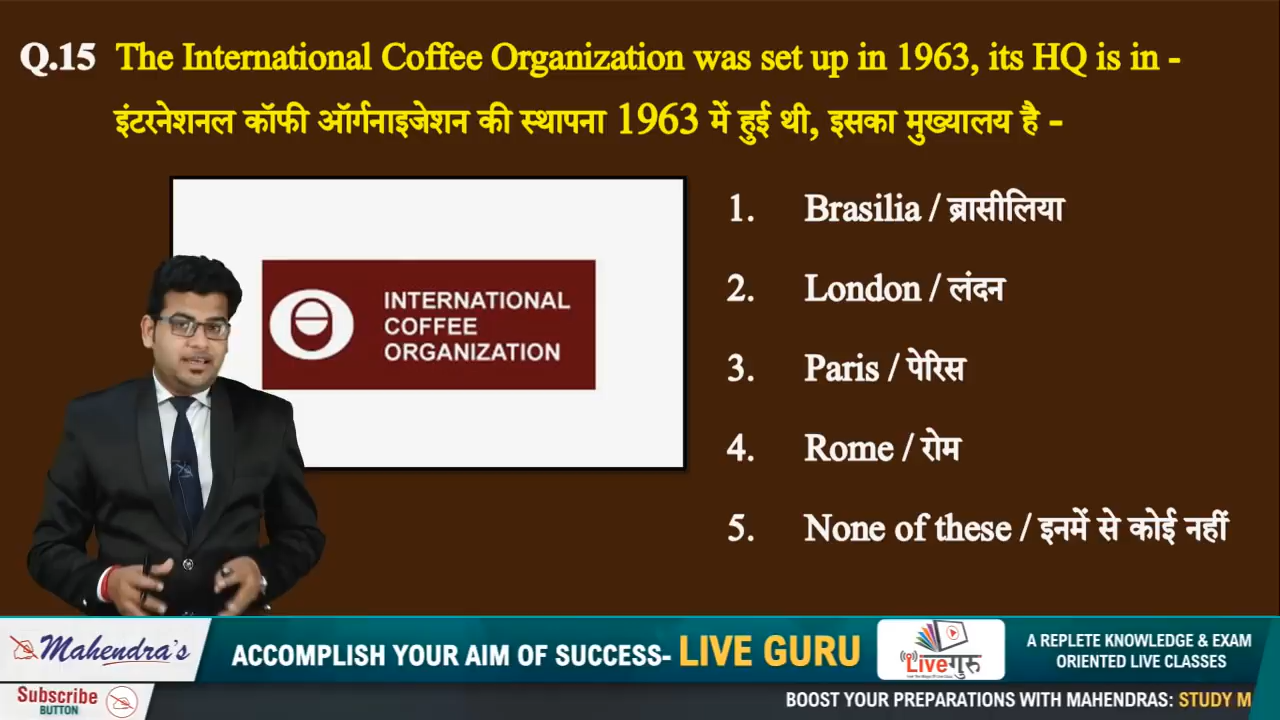 Q.15 The International Coffee Organization was set up in 1963, its HQ is in -
इंटरनेशनल कॉफी ऑर्गनाइजेशन की स्थापना 1963 में हुई थी, इसका मुख्यालय है -
INTERNATIONAL
COFFEE
ORGANIZATION
1. Brasilia / ब्रासीलिया
2. London / लंदन
3. Paris / पेरिस
4. Rome / रोम
5. None of these / इनमें से कोई नहीं
Mahendra's
ACCOMPLISH YOUR AIM OF SUCCESS- LIVE GURU
Liveगुरु
A REPLETE KNOWLEDGE & EXAM
ORIENTED LIVE CLASSES
Subscribe
BUTTON
BOOST YOUR PREPARATIONS WITH MAHENDRAS: STUDY M